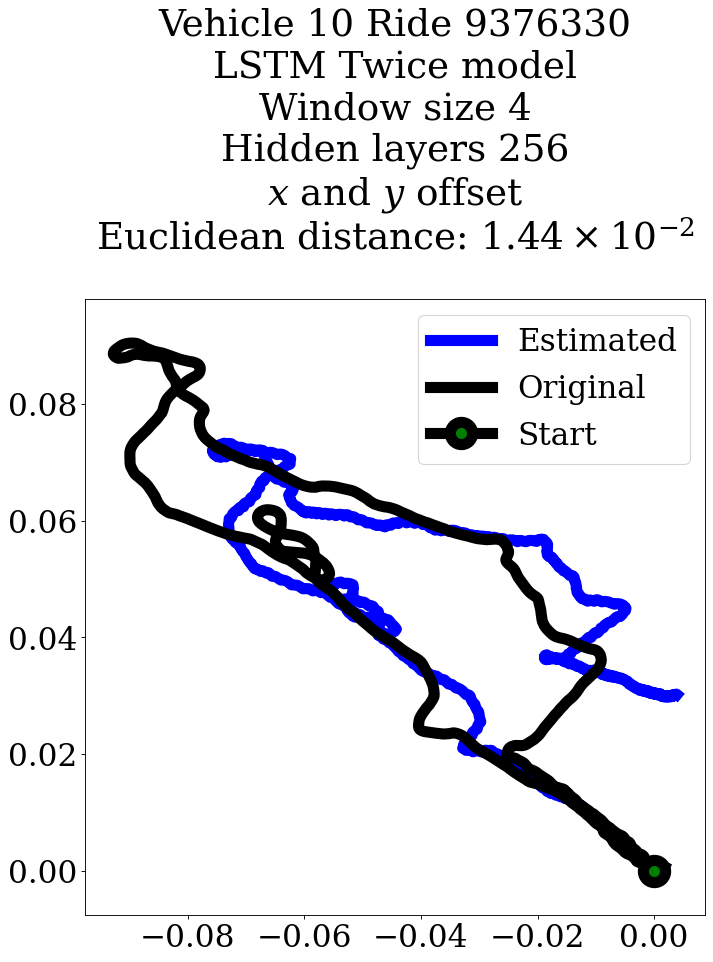 Vehicle 10 Ride 9376330
LSTM Twice model
Window size 4
Hidden layers 256
x and y offset
Euclidean distance: 1.44 × 10⁻²
Estimated
Original
Start
0.08
0.06
0.04
0.02
0.00
−0.08 −0.06 −0.04 −0.02 0.00